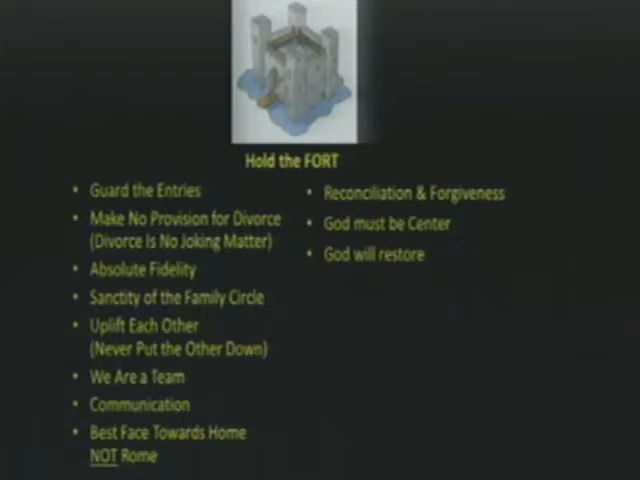 Hold the FORT
• Guard the Entries
• Make No Provision for Divorce
(Divorce Is No Joking Matter)
• Absolute Fidelity
• Sanctity of the Family Circle
• Uplift Each Other
(Never Put the Other Down)
• We Are a Team
• Communication
• Best Face Towards Home
NOT Rome
• Reconciliation & Forgiveness
• God must be Center
• God will restore